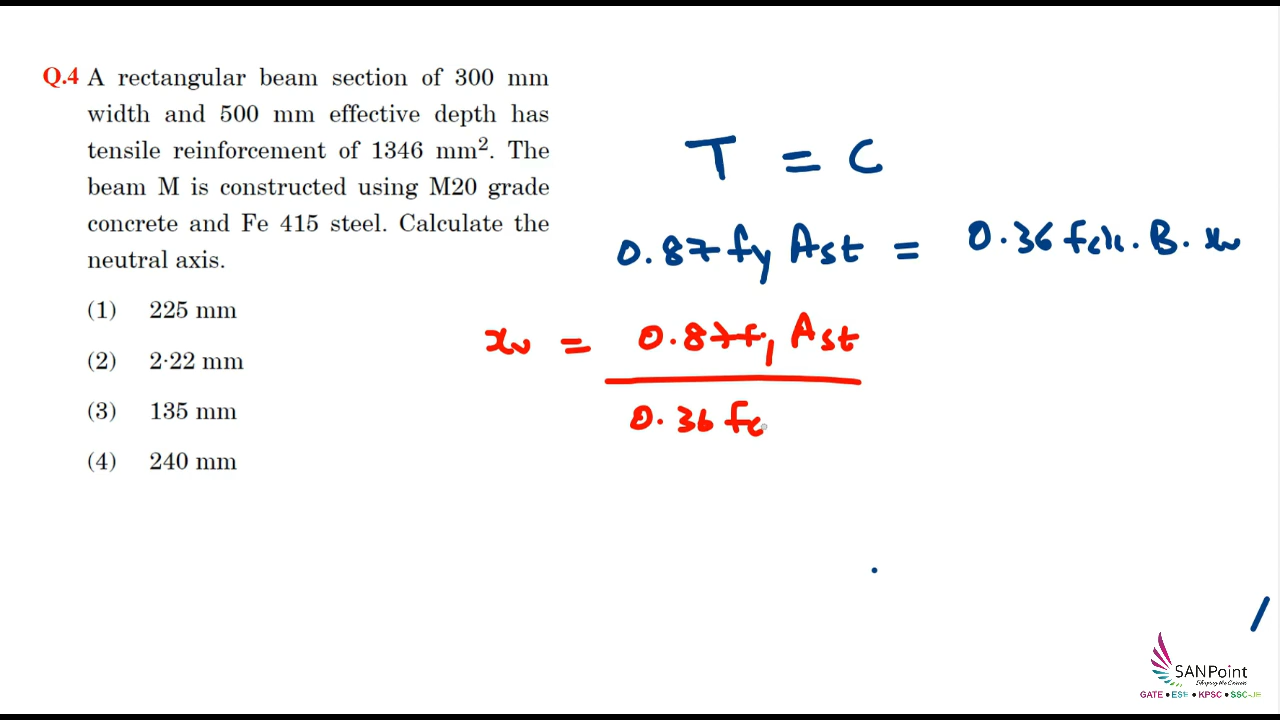 Q.4 A rectangular beam section of 300 mm
width and 500 mm effective depth has
tensile reinforcement of 1346 mm². The
beam M is constructed using M20 grade
concrete and Fe 415 steel. Calculate the
neutral axis.
(1) 225 mm
(2) 2·22 mm
(3) 135 mm
(4) 240 mm
T = C
0.87 fy Ast = 0.36 fck. B. xu
xu = 0.87 fy Ast
0.36 fc
SANPoint
Shaping the Careers
GATE • ESE • KPSC • SSC-JE